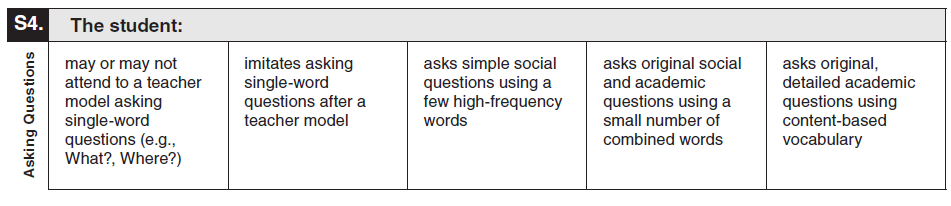 S4. The student:
Asking Questions
may or may not
attend to a teacher
model asking
single-word
questions (e.g.,
What?, Where?)
imitates asking
single-word
questions after a
teacher model
asks simple social
questions using a
few high-frequency
words
asks original social
and academic
questions using a
small number of
combined words
asks original,
detailed academic
questions using
content-based
vocabulary